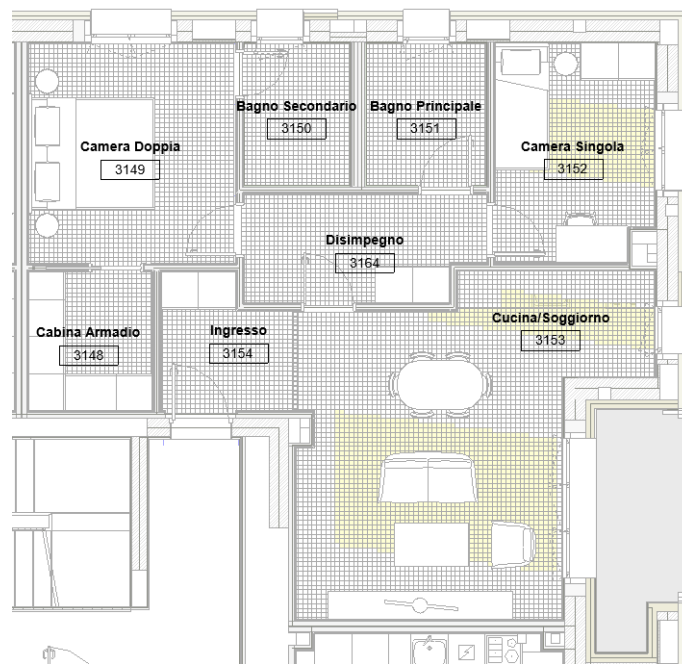 Bagno Secondario
3150
Bagno Principale
3151
Camera Doppia
3149
Camera Singola
3152
Disimpegno
3164
Cabina Armadio
3148
Ingresso
3154
Cucina/Soggiorno
3153